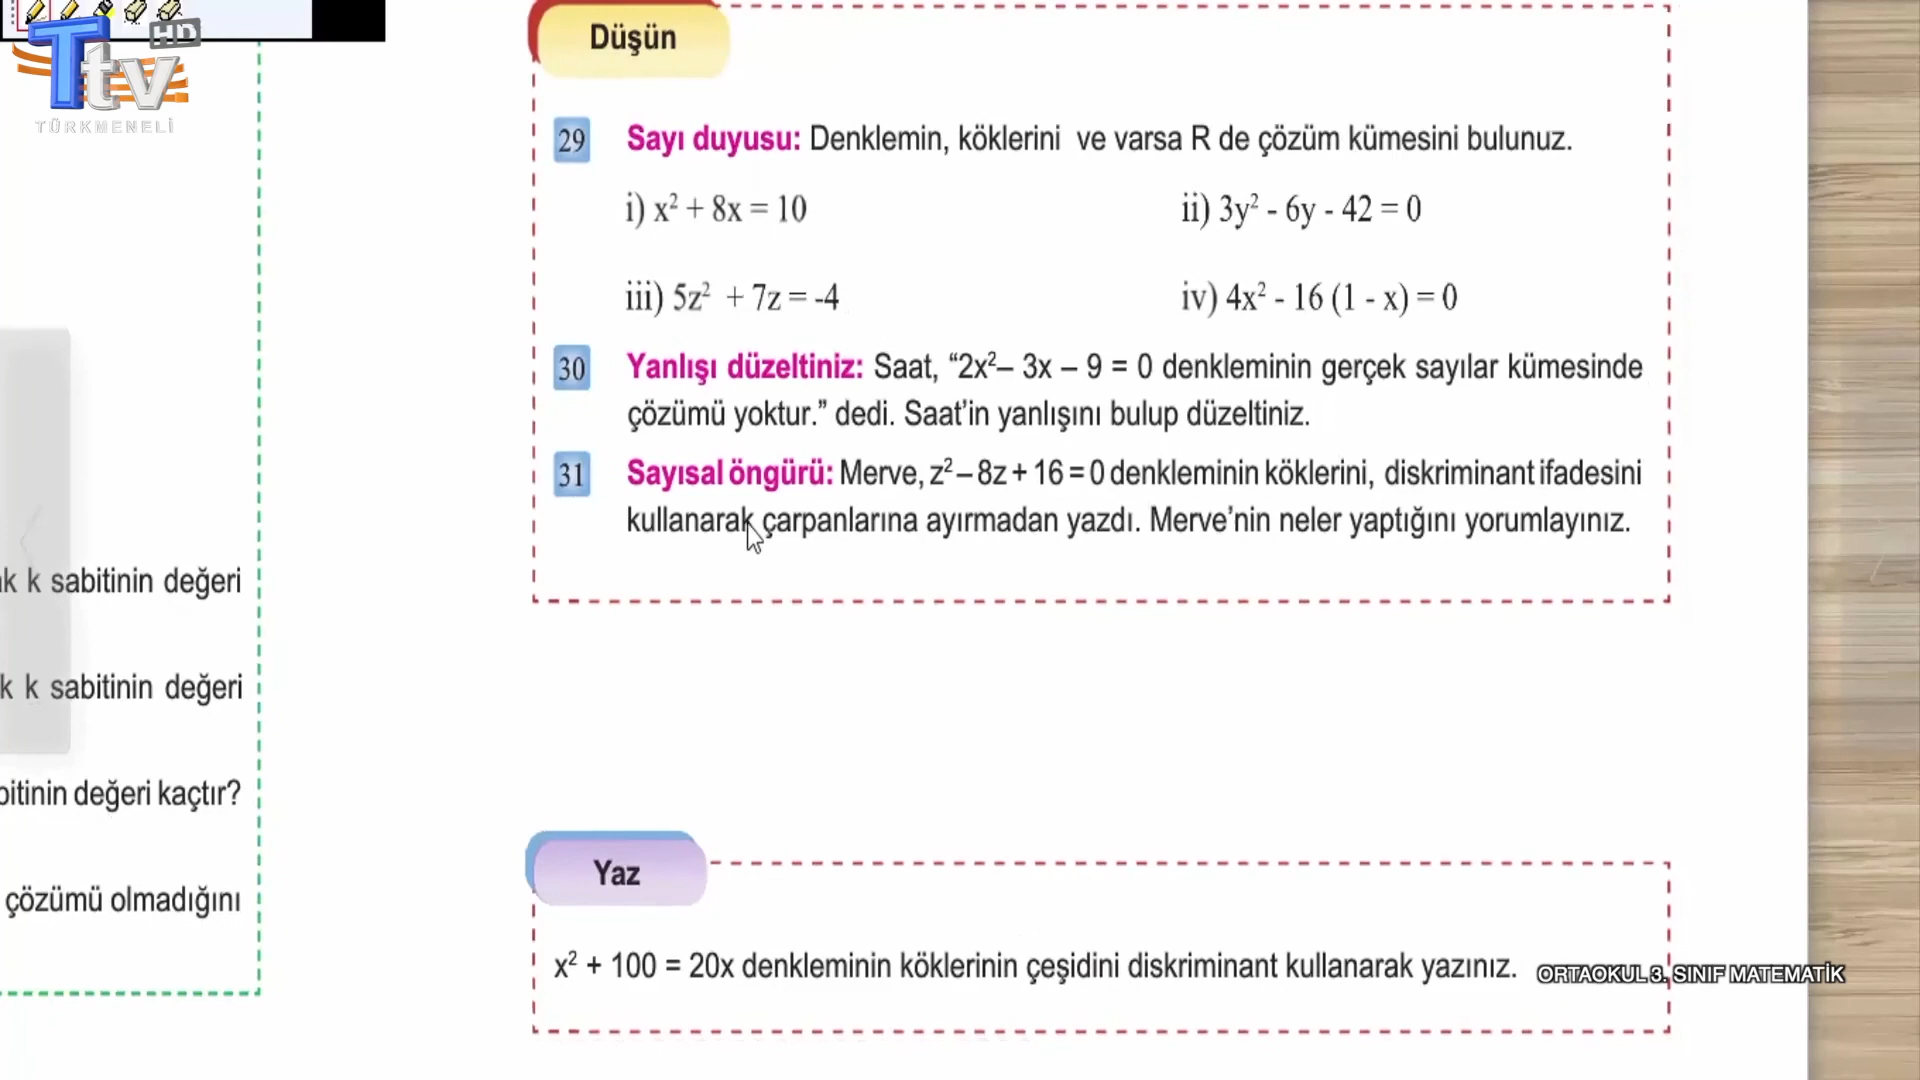 Ttv HD
TÜRKMENELİ
Düşün
29 Sayı duyusu: Denklemin, köklerini ve varsa R de çözüm kümesini bulunuz.
i) x² + 8x = 10
ii) 3y² - 6y - 42 = 0
iii) 5z² + 7z = -4
iv) 4x² - 16 (1 - x) = 0
30 Yanlışı düzeltiniz: Saat, “2x²– 3x – 9 = 0 denkleminin gerçek sayılar kümesinde
çözümü yoktur.” dedi. Saat’in yanlışını bulup düzeltiniz.
31 Sayısal öngürü: Merve, z² – 8z + 16 = 0 denkleminin köklerini, diskriminant ifadesini
kullanarak çarpanlarına ayırmadan yazdı. Merve’nin neler yaptığını yorumlayınız.
k sabitinin değeri
k sabitinin değeri
değeri kaçtır?
çözümü olmadığını
Yaz
x² + 100 = 20x denkleminin köklerinin çeşidini diskriminant kullanarak yazınız.
ORTAOKUL 3. SINIF MATEMATİK